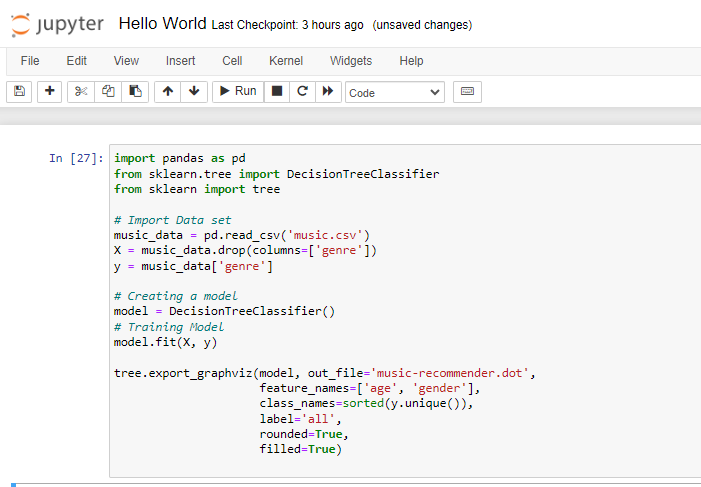 jupyter Hello World Last Checkpoint: 3 hours ago (unsaved changes)
File Edit View Insert Cell Kernel Widgets Help
Run Code
In [27]: import pandas as pd
from sklearn.tree import DecisionTreeClassifier
from sklearn import tree

# Import Data set
music_data = pd.read_csv('music.csv')
X = music_data.drop(columns=['genre'])
y = music_data['genre']

# Creating a model
model = DecisionTreeClassifier()
# Training Model
model.fit(X, y)

tree.export_graphviz(model, out_file='music-recommender.dot',
                    feature_names=['age', 'gender'],
                    class_names=sorted(y.unique()),
                    label='all',
                    rounded=True,
                    filled=True)